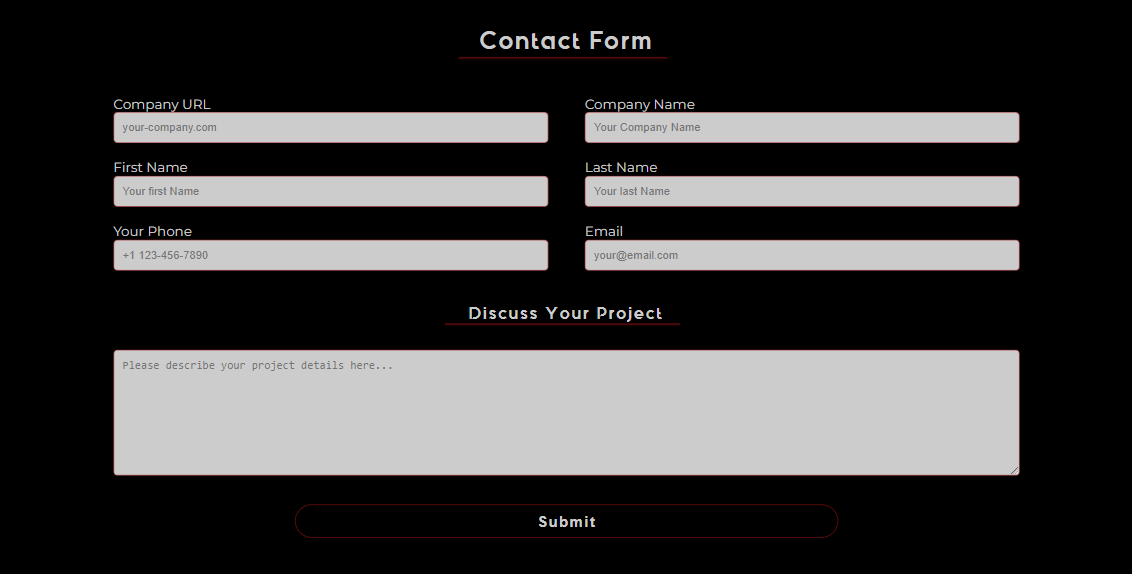 Contact Form
Company URL
your-company.com
Company Name
Your Company Name
First Name
Your first Name
Last Name
Your last Name
Your Phone
+1 123-456-7890
Email
your@email.com
Discuss Your Project
Please describe your project details here...
Submit